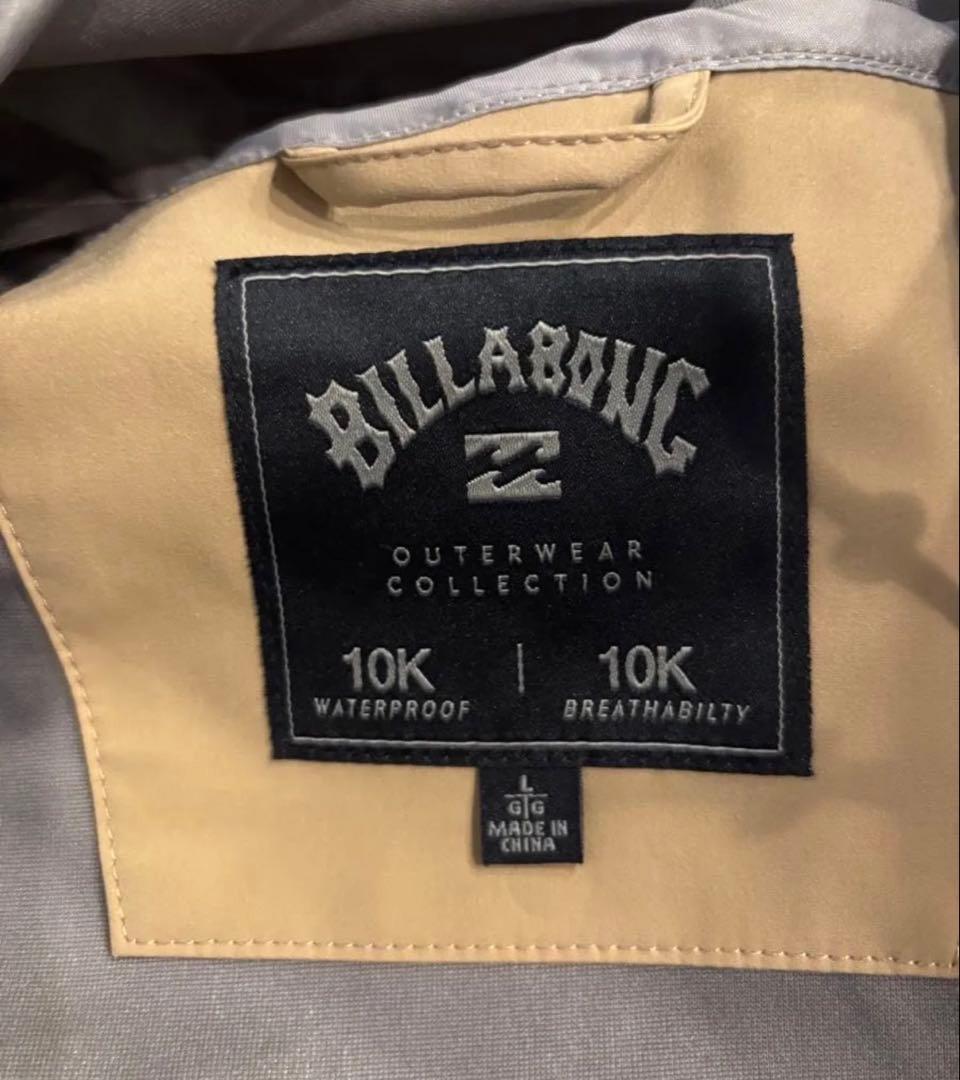 BILLABONG
OUTERWEAR
COLLECTION
10K | 10K
WATERPROOF BREATHABILTY
L
G G
MADE IN
CHINA